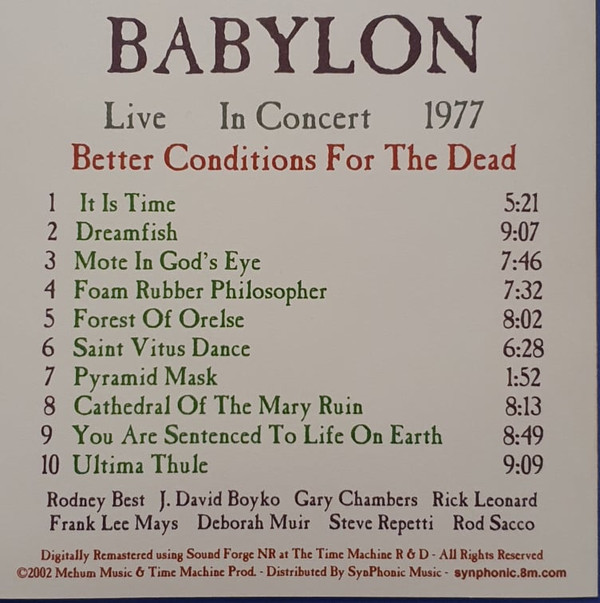 BABYLON
Live In Concert 1977
Better Conditions For The Dead
1 It Is Time 5:21
2 Dreamfish 9:07
3 Mote In God's Eye 7:46
4 Foam Rubber Philosopher 7:32
5 Forest Of Orelse 8:02
6 Saint Vitus Dance 6:28
7 Pyramid Mask 1:52
8 Cathedral Of The Mary Ruin 8:13
9 You Are Sentenced To Life On Earth 8:49
10 Ultima Thule 9:09
Rodney Best J. David Boyko Gary Chambers Rick Leonard
Frank Lee Mays Deborah Muir Steve Repetti Rod Sacco
Digitally Remastered using Sound Forge NR at The Time Machine R & D - All Rights Reserved
©2002 Mehum Music & Time Machine Prod. - Distributed By SynPhonic Music - synphonic.8m.com